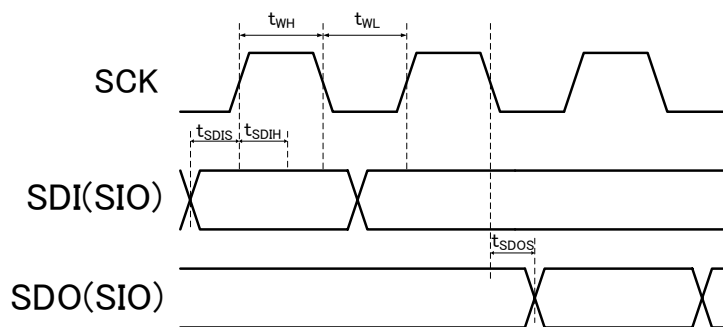 tWH tWL
SCK
tSDIS tSDIH
SDI(SIO)
tSDOS
SDO(SIO)